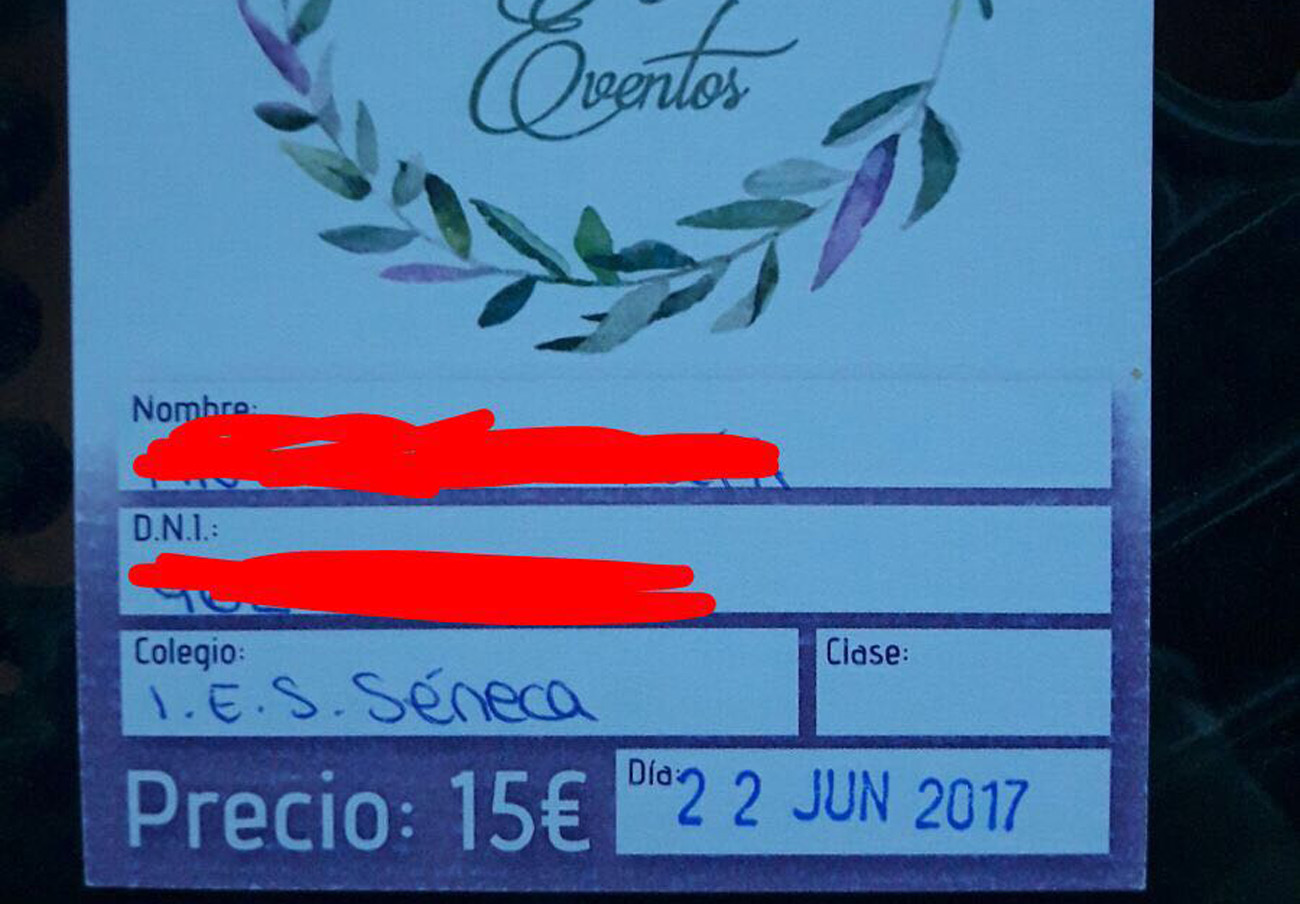 Eventos
Nombre:
D.N.I.:
Colegio:
Clase:
I.E.S. Séneca
Precio: 15€
Día:
22 JUN 2017